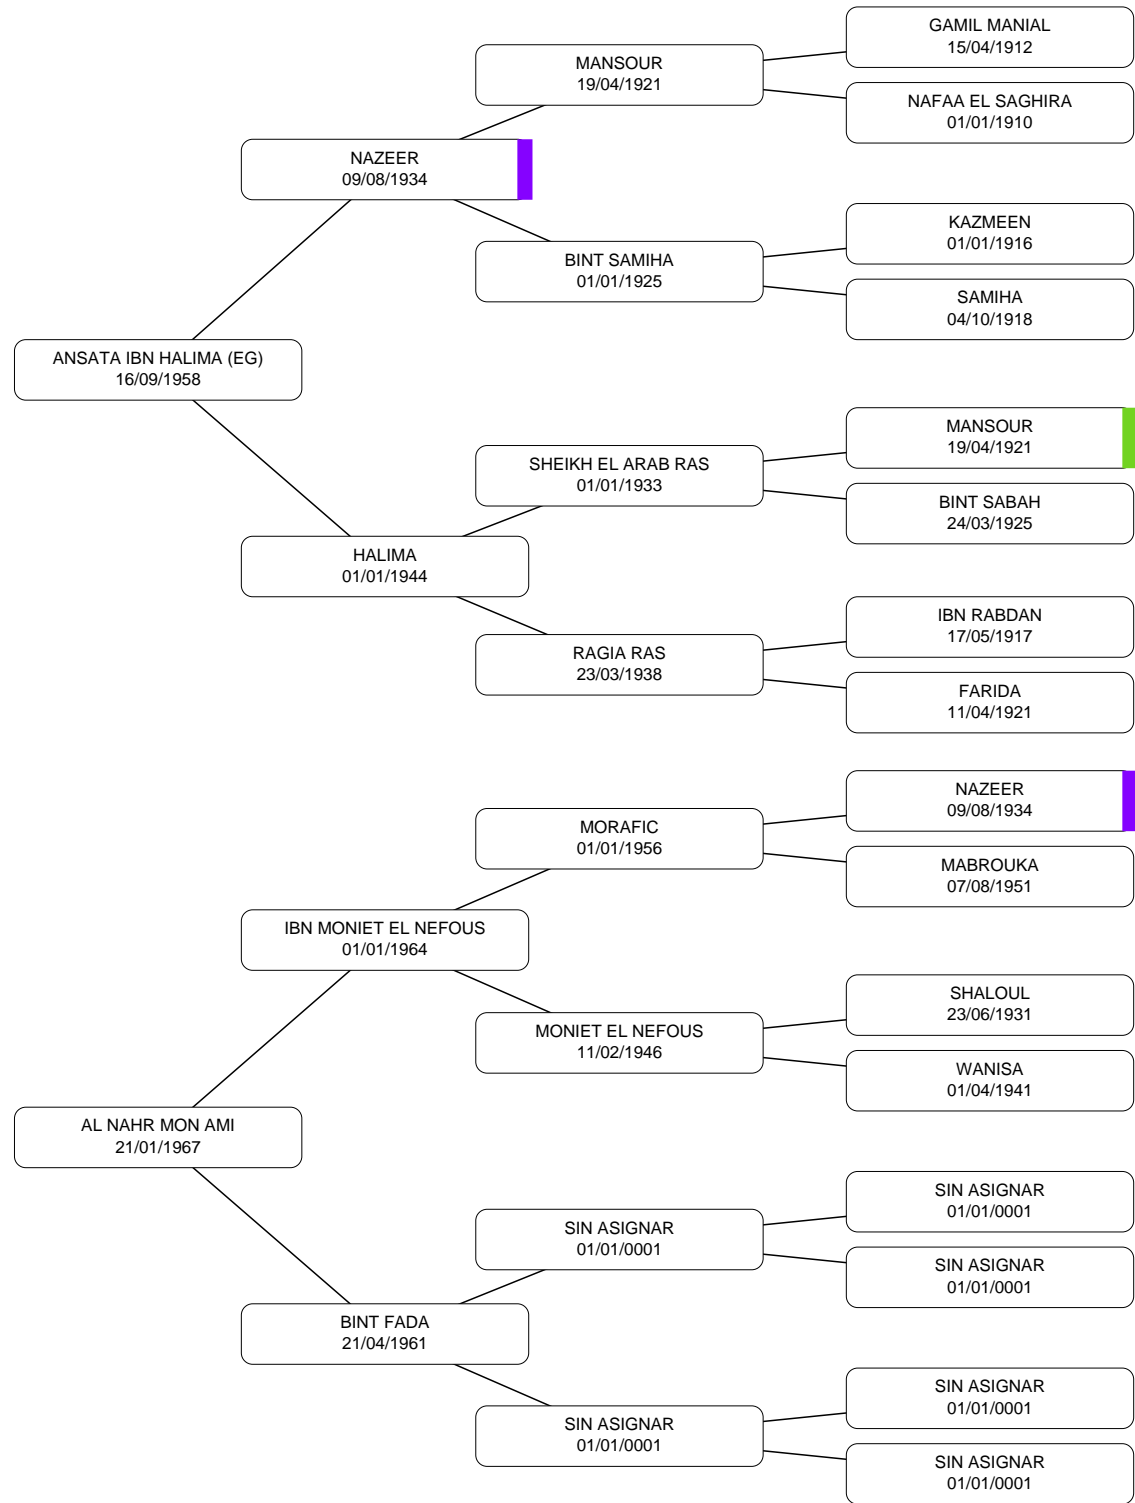 GAMIL MANIAL
15/04/1912
MANSOUR
19/04/1921
NAFAA EL SAGHIRA
01/01/1910
NAZEER
09/08/1934
KAZMEEN
01/01/1916
BINT SAMIHA
01/01/1925
SAMIHA
04/10/1918
ANSATA IBN HALIMA (EG)
16/09/1958
MANSOUR
19/04/1921
SHEIKH EL ARAB RAS
01/01/1933
BINT SABAH
24/03/1925
HALIMA
01/01/1944
IBN RABDAN
17/05/1917
RAGIA RAS
23/03/1938
FARIDA
11/04/1921
NAZEER
09/08/1934
MORAFIC
01/01/1956
MABROUKA
07/08/1951
IBN MONIET EL NEFOUS
01/01/1964
SHALOUL
23/06/1931
MONIET EL NEFOUS
11/02/1946
WANISA
01/04/1941
AL NAHR MON AMI
21/01/1967
SIN ASIGNAR
01/01/0001
SIN ASIGNAR
01/01/0001
SIN ASIGNAR
01/01/0001
BINT FADA
21/04/1961
SIN ASIGNAR
01/01/0001
SIN ASIGNAR
01/01/0001
SIN ASIGNAR
01/01/0001